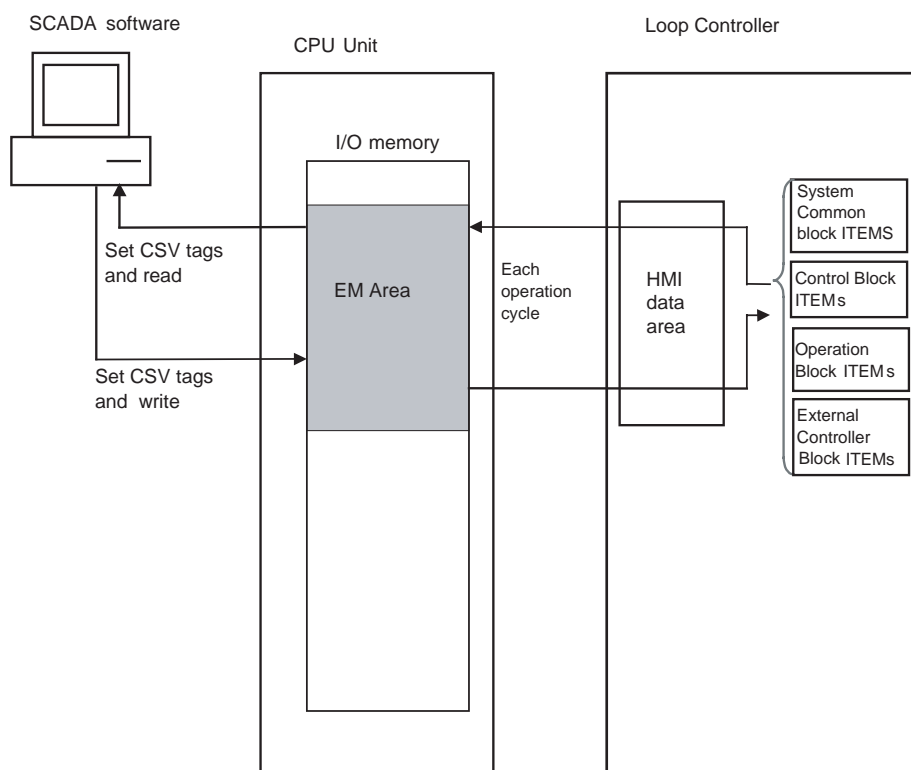 SCADA software
CPU Unit
Loop Controller
I/O memory
Set CSV tags
and read
EM Area
Set CSV tags
and write
Each
operation
cycle
HMI
data
area
System
Common
block ITEMS
Control Block
ITEMs
Operation
Block ITEMs
External
Controller
Block ITEMs